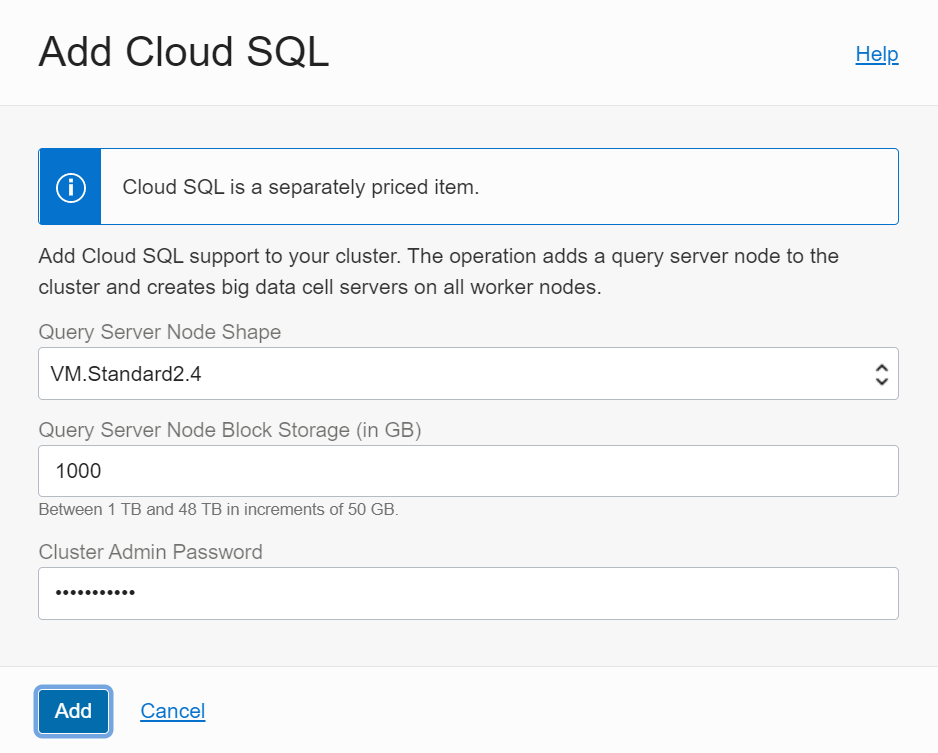 Add Cloud SQL
Help
Cloud SQL is a separately priced item.
Add Cloud SQL support to your cluster. The operation adds a query server node to the
cluster and creates big data cell servers on all worker nodes.
Query Server Node Shape
VM.Standard2.4
Query Server Node Block Storage (in GB)
1000
Between 1 TB and 48 TB in increments of 50 GB.
Cluster Admin Password
•••••••••••
Add
Cancel